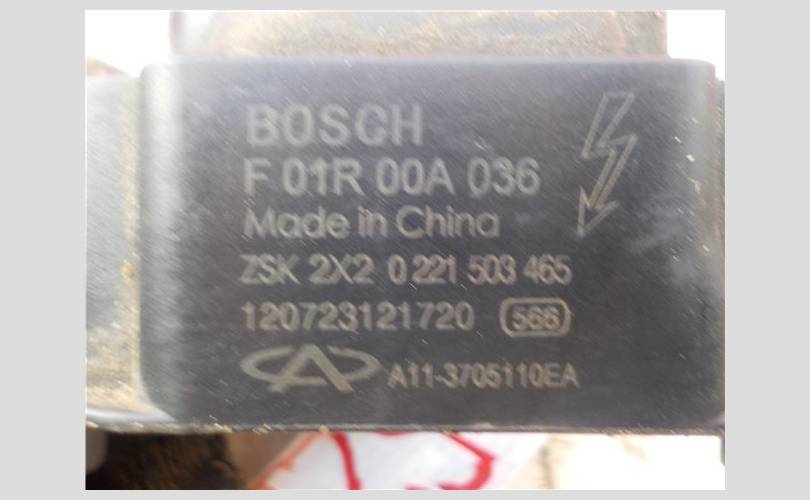 BOSCH
F 01R 00A 036
Made in China
ZSK 2X2 0 221 503 465
120723121720 566
A11-3705110EA